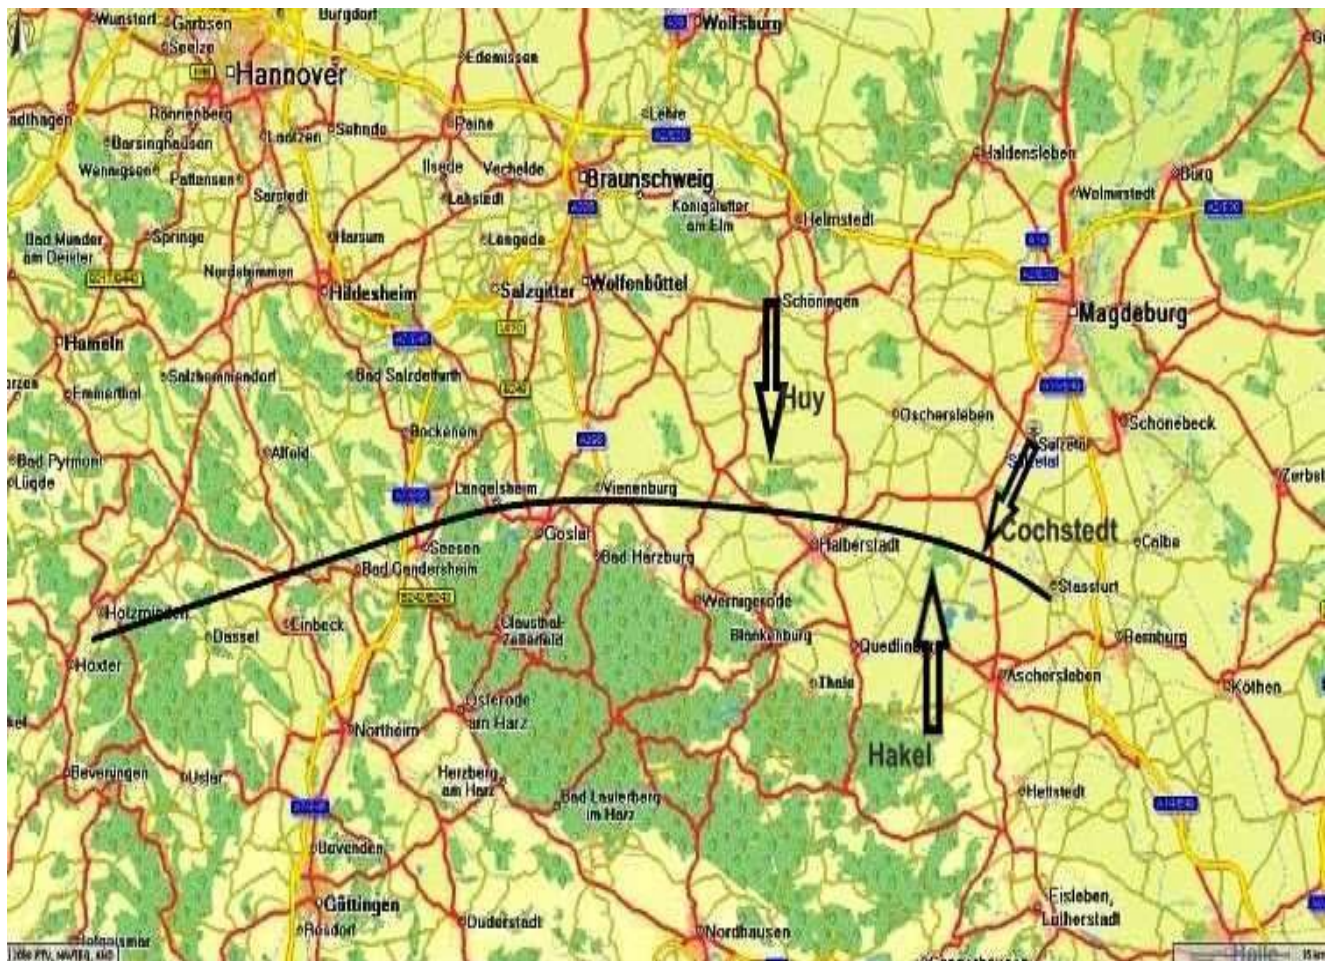 Wunstorf
Garbsen
Burgdorf
Wolfsburg
Seelze
Edemissen
Hannover
Lehre
Ronnenberg
Peine
Sehnde
Laatzen
Barsinghausen
Haldensleben
Wennigsen
Pattensen
Ilsede
Vechelde
Braunschweig
Burg
Wolmirstedt
Sarstedt
Lahstedt
Königslutter
am Elm
Helmstedt
Bad Münder
am Deister
Springe
Harsum
Lengede
Nordstemmen
Hildesheim
Salzgitter
Wolfenbüttel
Schöningen
Magdeburg
Hameln
Salzhemmendorf
Bad Salzdetfurth
Emmerthal
Huy
Oschersleben
Schönebeck
Bockenem
Sülzetal
Alfeld
Bad Pyrmont
Lügde
Langelsheim
Vienenburg
Zerbst
Cochstedt
Goslar
Halberstadt
Calbe
Seesen
Bad Harzburg
Bad Gandersheim
Stassfurt
Holzminden
Wernigerode
Einbeck
Dassel
Clausthal-
Zellerfeld
Blankenburg
Quedlinburg
Bernburg
Höxter
Thale
Aschersleben
Köthen
Osterode
am Harz
Northeim
Hakel
Beverungen
Uslar
Herzberg
am Harz
Bad Lauterberg
im Harz
Hettstedt
Bovenden
Göttingen
Rosdorf
Duderstadt
Nordhausen
Eisleben,
Lutherstadt